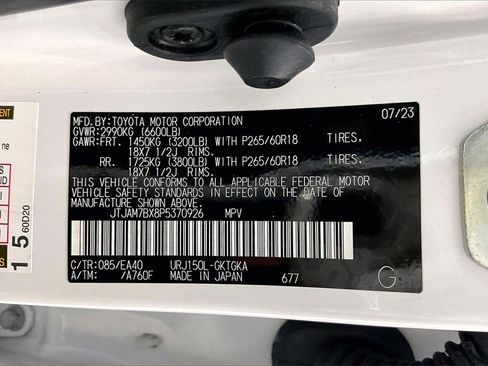 MFD.BY:TOYOTA MOTOR CORPORATION 07/23
GVWR:2990KG (6600LB)
GAWR:FRT. 1450KG (3200LB) WITH P265/60R18 TIRES.
18X7 1/2J RIMS.
RR. 1725KG (3800LB) WITH P265/60R18 TIRES.
18X7 1/2J RIMS.
THIS VEHICLE CONFORMS TO ALL APPLICABLE FEDERAL MOTOR
VEHICLE SAFETY STANDARDS IN EFFECT ON THE DATE OF
MANUFACTURE SHOWN ABOVE.
JTJAM7BX8P5370926 MPV
C/TR:085/EA40 URJ150L-GKTGKA
A/TM: /A760F MADE IN JAPAN 677 G
15 60D20
ne